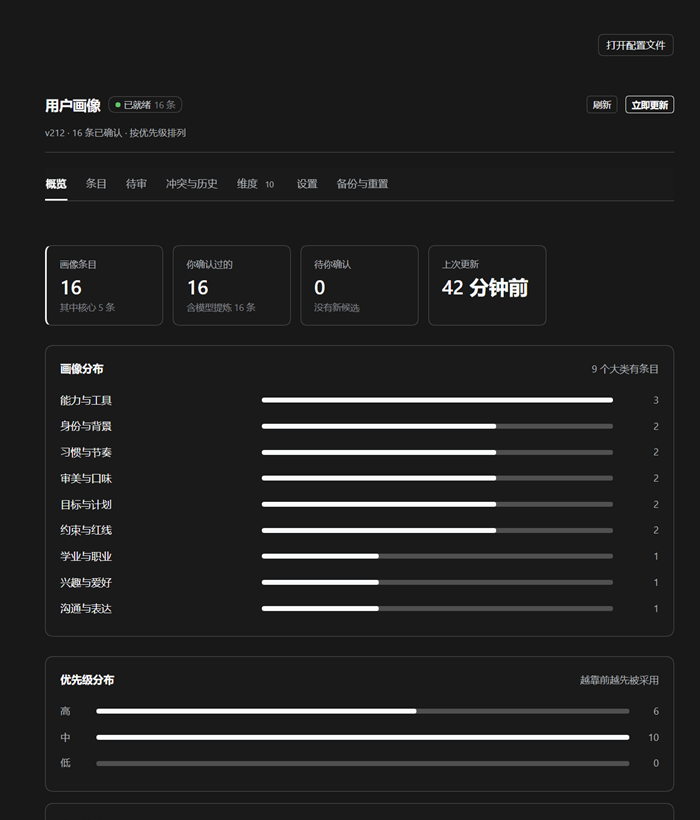 打开配置文件
用户画像 已就绪 16 条 刷新 立即更新
v212 · 16 条已确认 · 按优先级排列
概览 条目 待审 冲突与历史 维度 10 设置 备份与重置
画像条目 你确认过的 待你确认 上次更新
16 16 0 42 分钟前
其中核心 5 条 含模型提炼 16 条 没有新候选
画像分布 9 个大类有条目
能力与工具 3
身份与背景 2
习惯与节奏 2
审美与口味 2
目标与计划 2
约束与红线 2
学业与职业 1
兴趣与爱好 1
沟通与表达 1
优先级分布 越靠前越先被采用
高 6
中 10
低 0